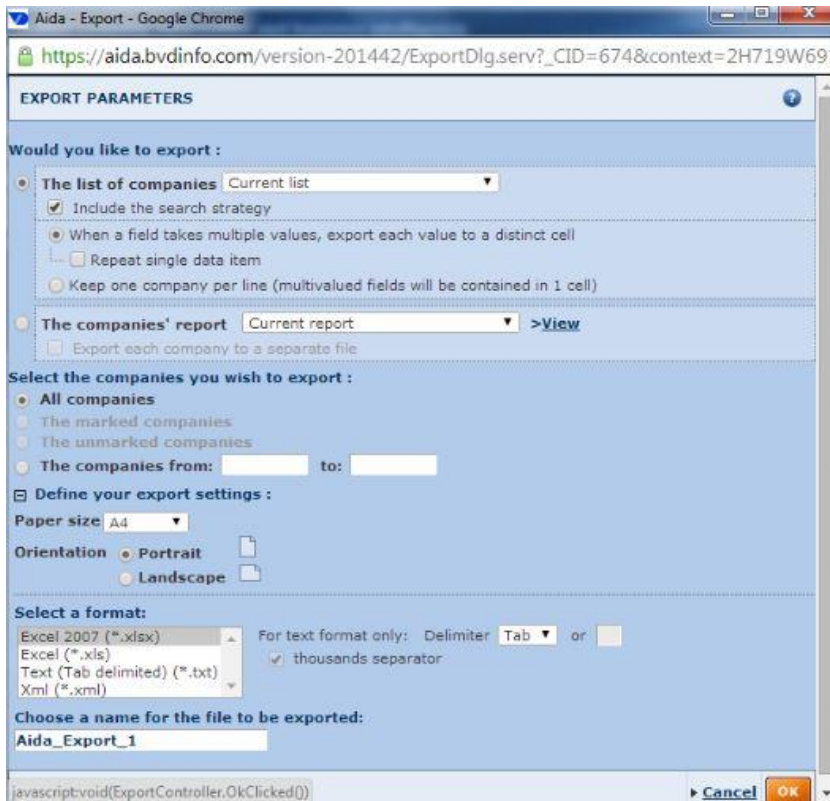 Aida - Export - Google Chrome
https://aida.bvdinfo.com/version-201442/ExportDlg.serv?_CID=674&context=2H719W69
EXPORT PARAMETERS ?
Would you like to export :
The list of companies Current list
Include the search strategy
When a field takes multiple values, export each value to a distinct cell
Repeat single data item
Keep one company per line (multivalued fields will be contained in 1 cell)
The companies' report Current report >View
Export each company to a separate file
Select the companies you wish to export :
All companies
The marked companies
The unmarked companies
The companies from: to:
Define your export settings :
Paper size A4
Orientation Portrait
Landscape
Select a format:
Excel 2007 (*.xlsx) For text format only: Delimiter Tab or
Excel (*.xls) thousands separator
Text (Tab delimited) (*.txt)
Xml (*.xml)
Choose a name for the file to be exported:
Aida_Export_1
javascript:void(ExportController.OkClicked()) Cancel OK